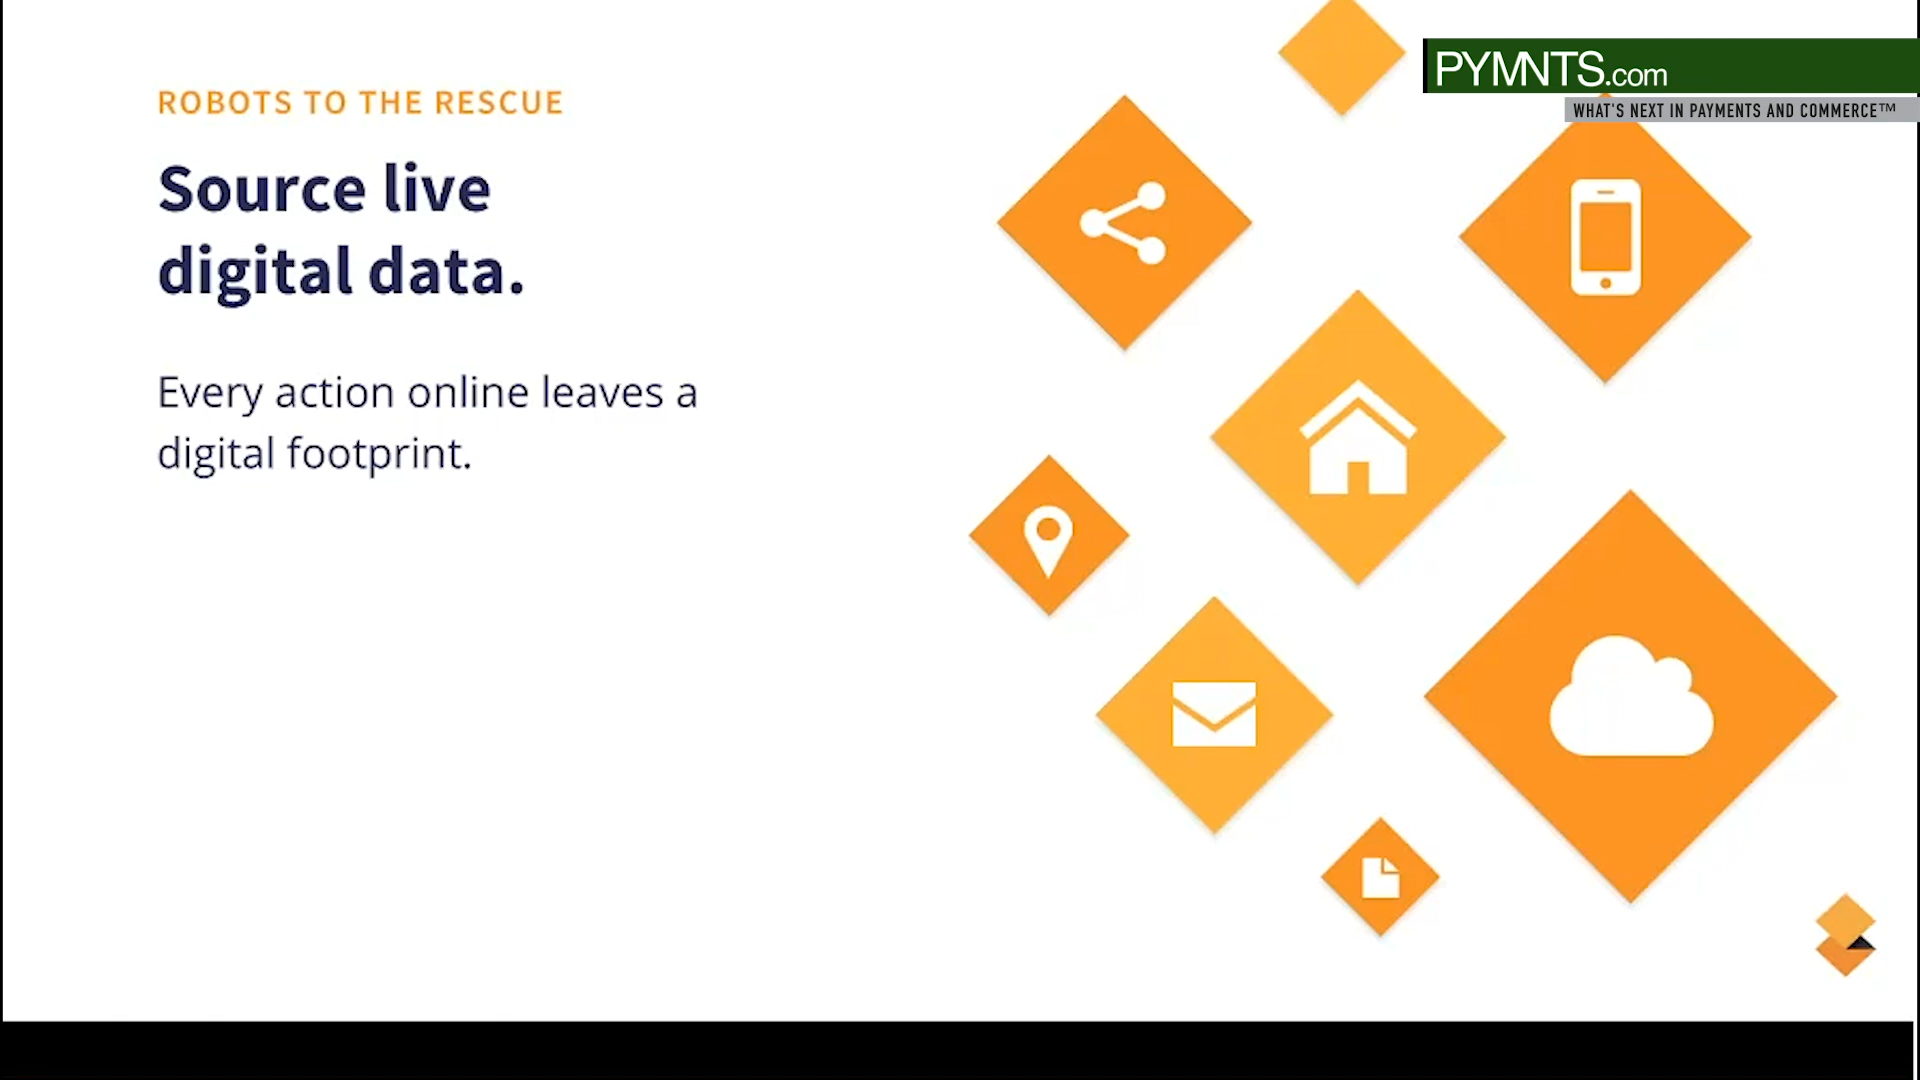 PYMNTS.com
WHAT'S NEXT IN PAYMENTS AND COMMERCE™
ROBOTS TO THE RESCUE
Source live
digital data.
Every action online leaves a
digital footprint.